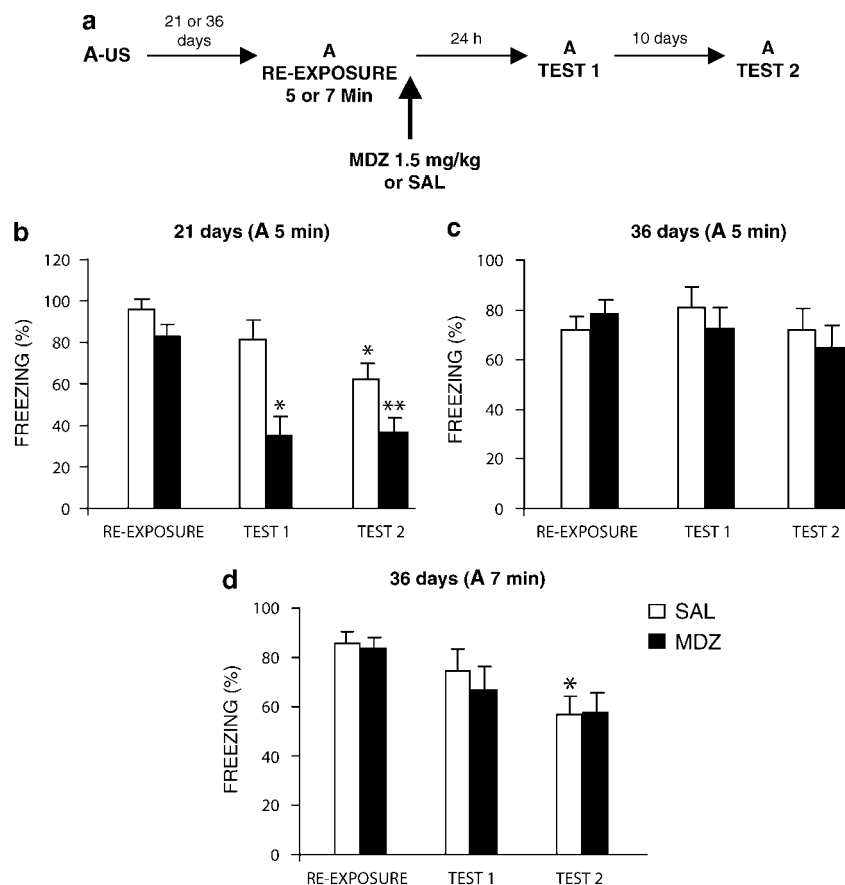 a
21 or 36
days
24 h
10 days
A-US
A
RE-EXPOSURE
5 or 7 Min
A
TEST 1
A
TEST 2
MDZ 1.5 mg/kg
or SAL
b
21 days (A 5 min)
FREEZING (%)
120
100
80
60
40
20
0
*
*
**
RE-EXPOSURE TEST 1 TEST 2
c
36 days (A 5 min)
FREEZING (%)
100
80
60
40
20
0
RE-EXPOSURE TEST 1 TEST 2
d
36 days (A 7 min)
FREEZING (%)
100
80
60
40
20
0
*
RE-EXPOSURE TEST 1 TEST 2
SAL
MDZ